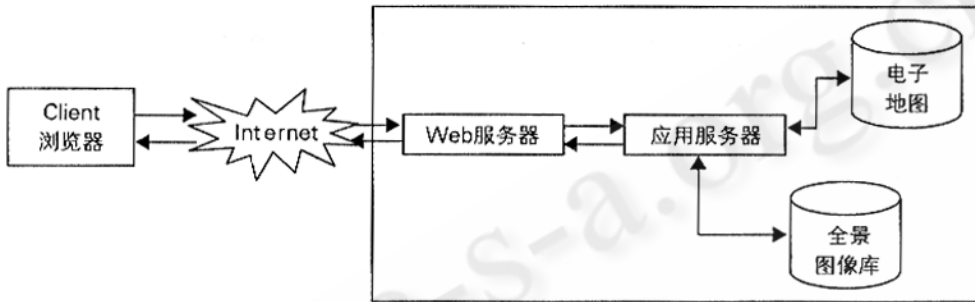 Client
浏览器
Internet
Web服务器
应用服务器
电子
地图
全景
图像库